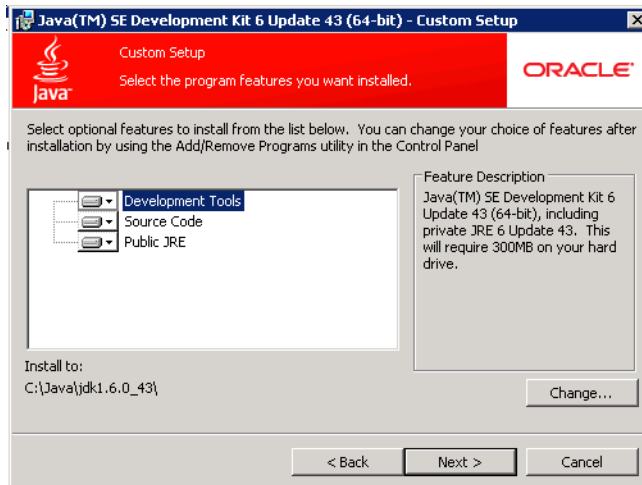 Java(TM) SE Development Kit 6 Update 43 (64-bit) - Custom Setup
Custom Setup
Select the program features you want installed.
Java
ORACLE
Select optional features to install from the list below. You can change your choice of features after
installation by using the Add/Remove Programs utility in the Control Panel
Development Tools
Source Code
Public JRE
Feature Description
Java(TM) SE Development Kit 6
Update 43 (64-bit), including
private JRE 6 Update 43. This
will require 300MB on your hard
drive.
Install to:
C:\Java\jdk1.6.0_43\
Change...
< Back
Next >
Cancel